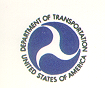 DEPARTMENT OF TRANSPORTATION
UNITED STATES OF AMERICA